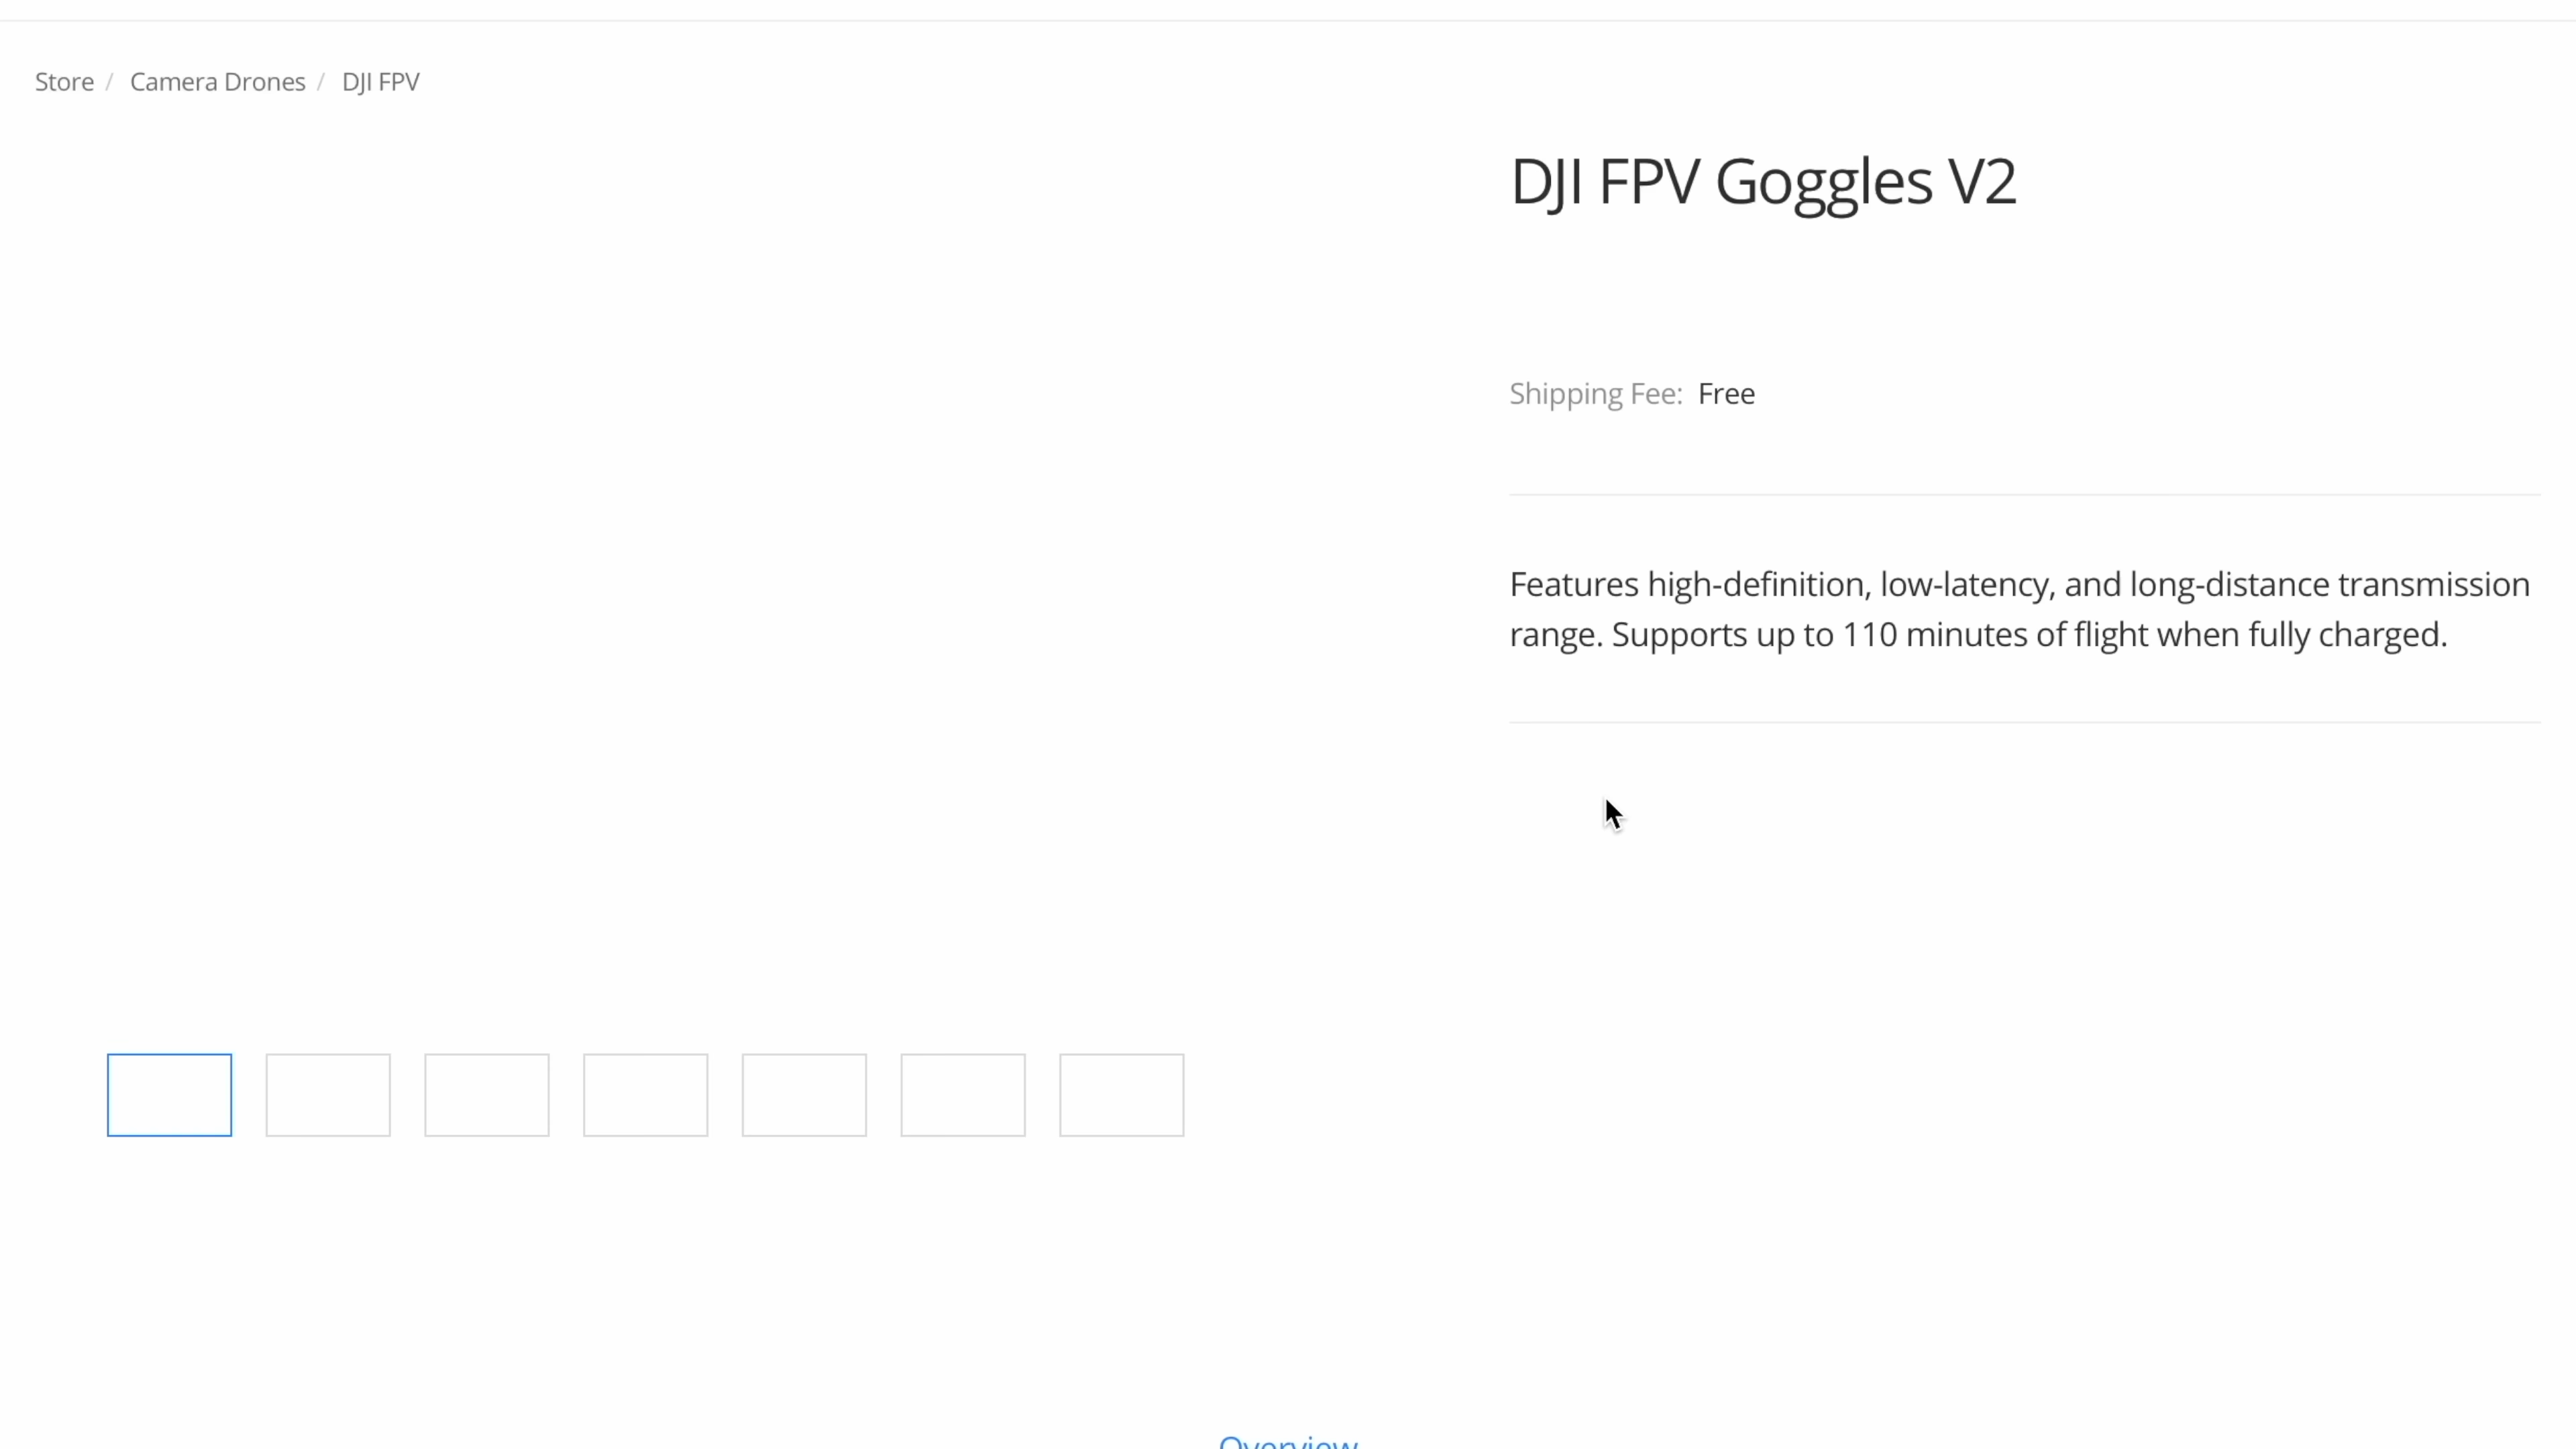 Store / Camera Drones / DJI FPV
DJI FPV Goggles V2
Shipping Fee: Free
Features high-definition, low-latency, and long-distance transmission
range. Supports up to 110 minutes of flight when fully charged.
Overview